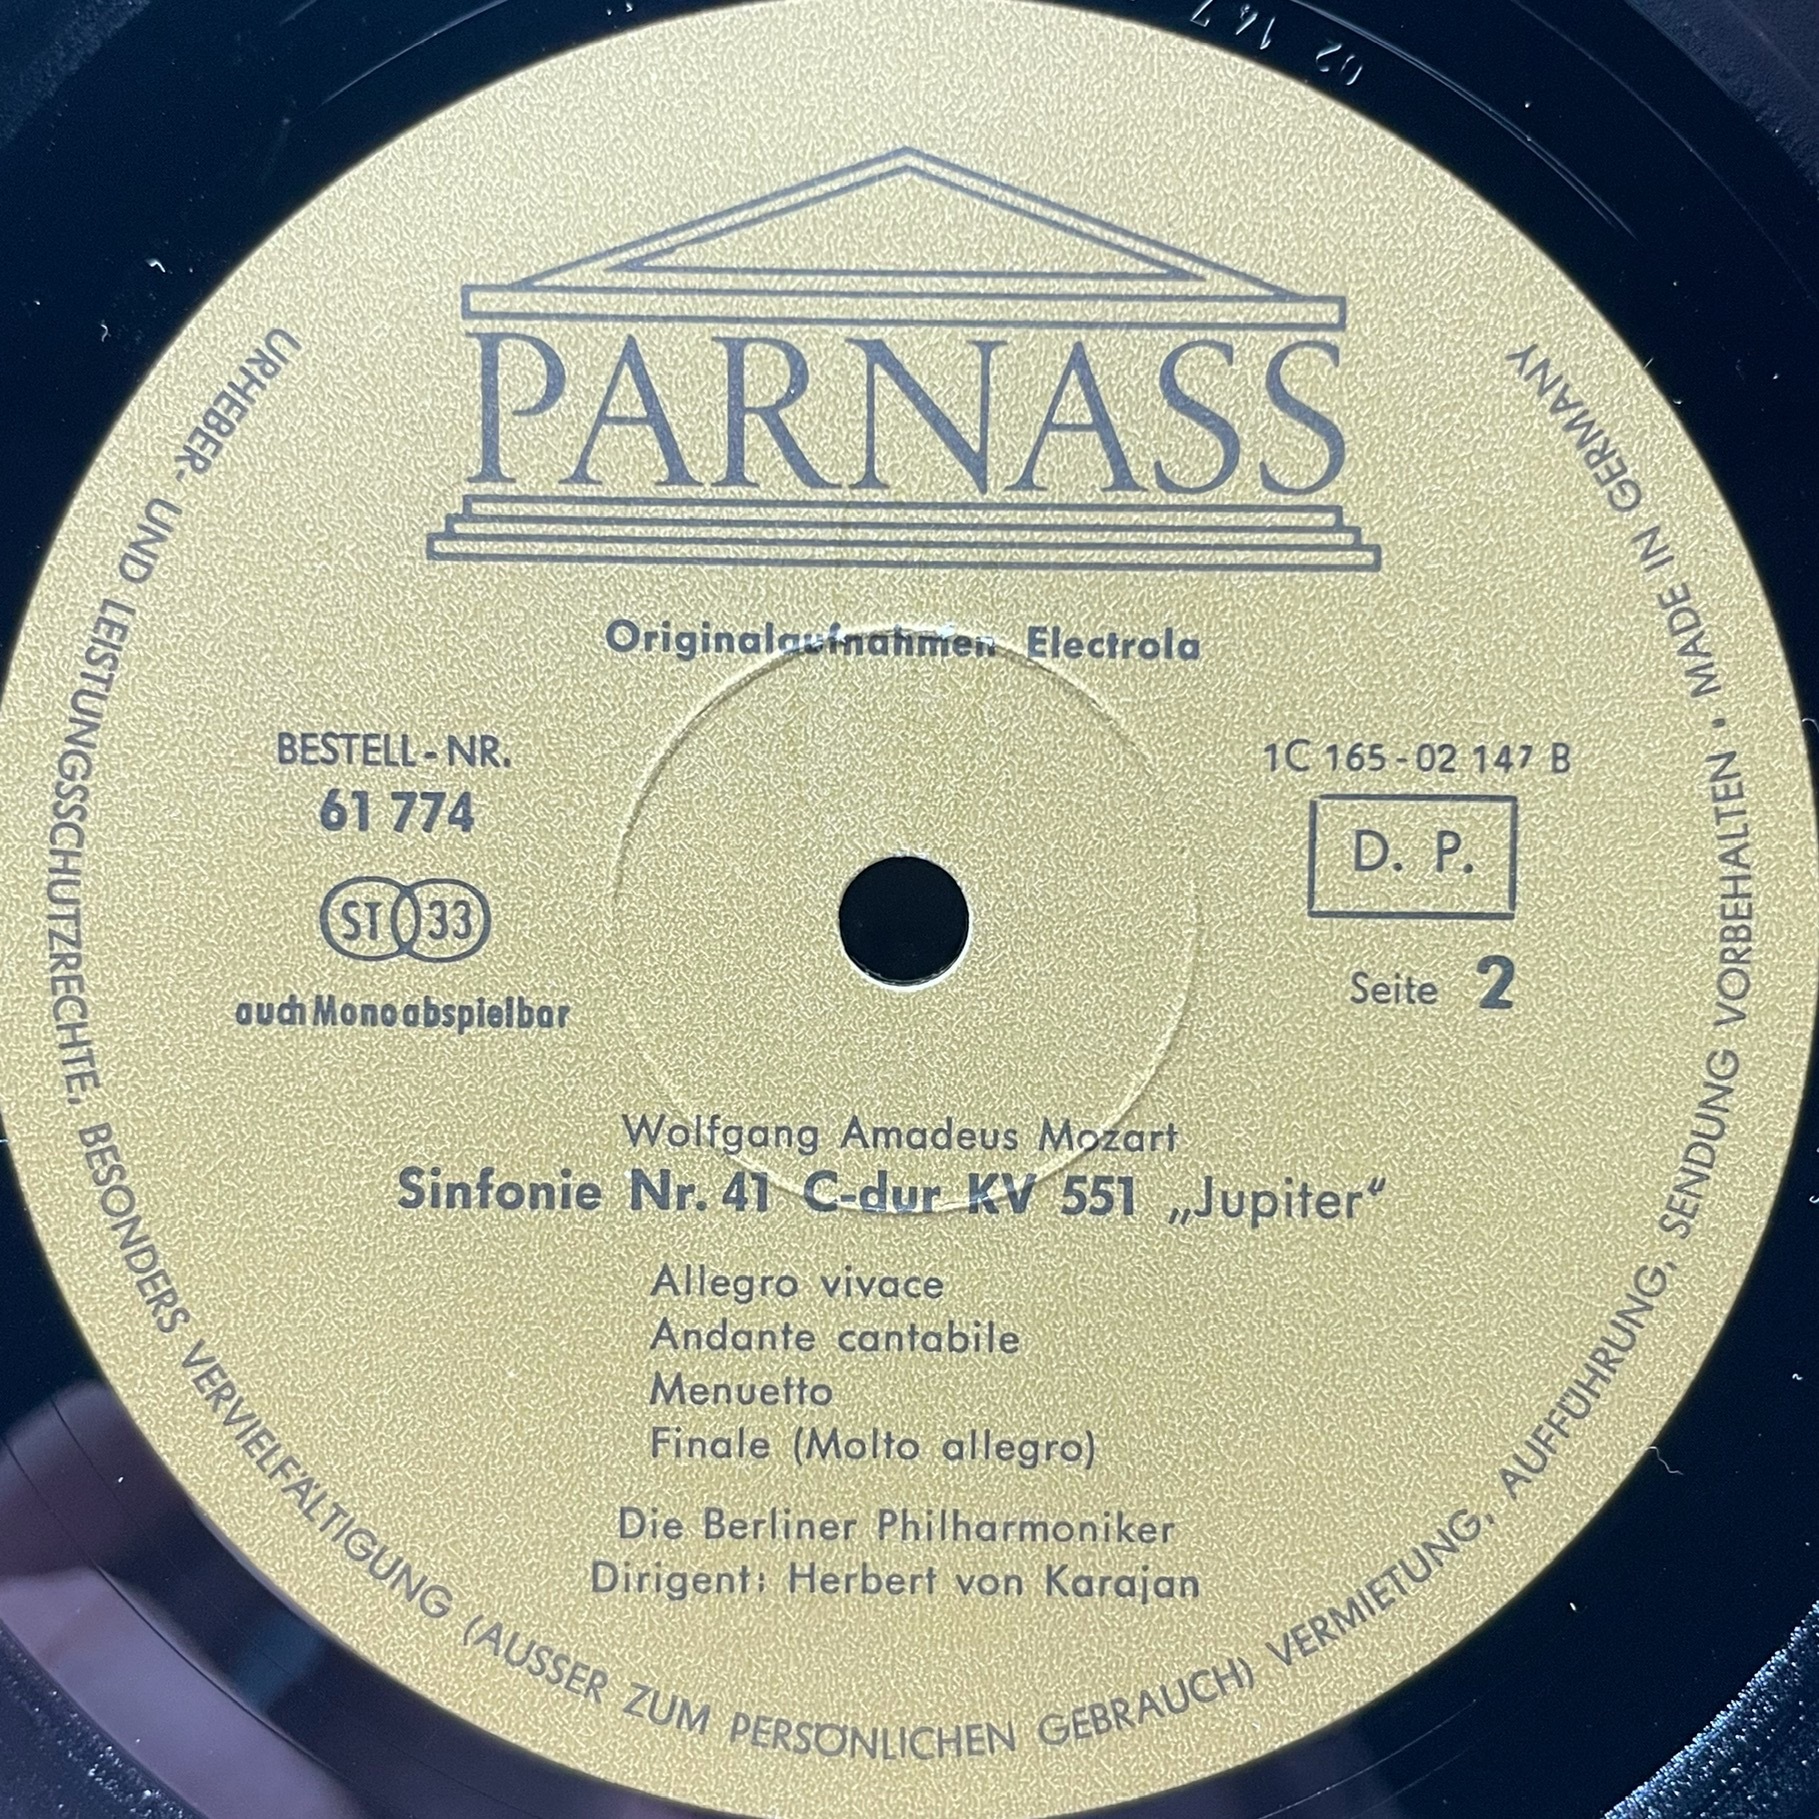 02 147
PARNASS
Originalaufnahmen Electrola
BESTELL-NR.
61 774
ST 33
auch Mono abspielbar
1C 165-02 147 B
D. P.
Seite 2
Wolfgang Amadeus Mozart
Sinfonie Nr. 41 C-dur KV 551 „Jupiter“
Allegro vivace
Andante cantabile
Menuetto
Finale (Molto allegro)
Die Berliner Philharmoniker
Dirigent: Herbert von Karajan
URHEBER- UND LEISTUNGSSCHUTZRECHTE, BESONDERS VERVIELFÄLTIGUNG (AUSSER ZUM PERSÖNLICHEN GEBRAUCH) VERMIETUNG, AUFFÜHRUNG, SENDUNG VORBEHALTEN • MADE IN GERMANY